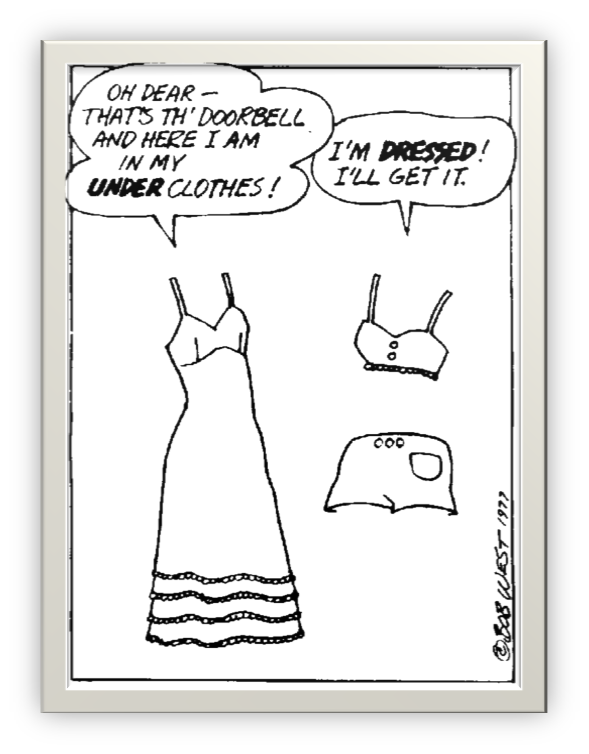 OH DEAR —
THAT'S TH' DOORBELL
AND HERE I AM
IN MY
UNDER CLOTHES!
I'M DRESSED!
I'LL GET IT.
© BOB WEST 1977